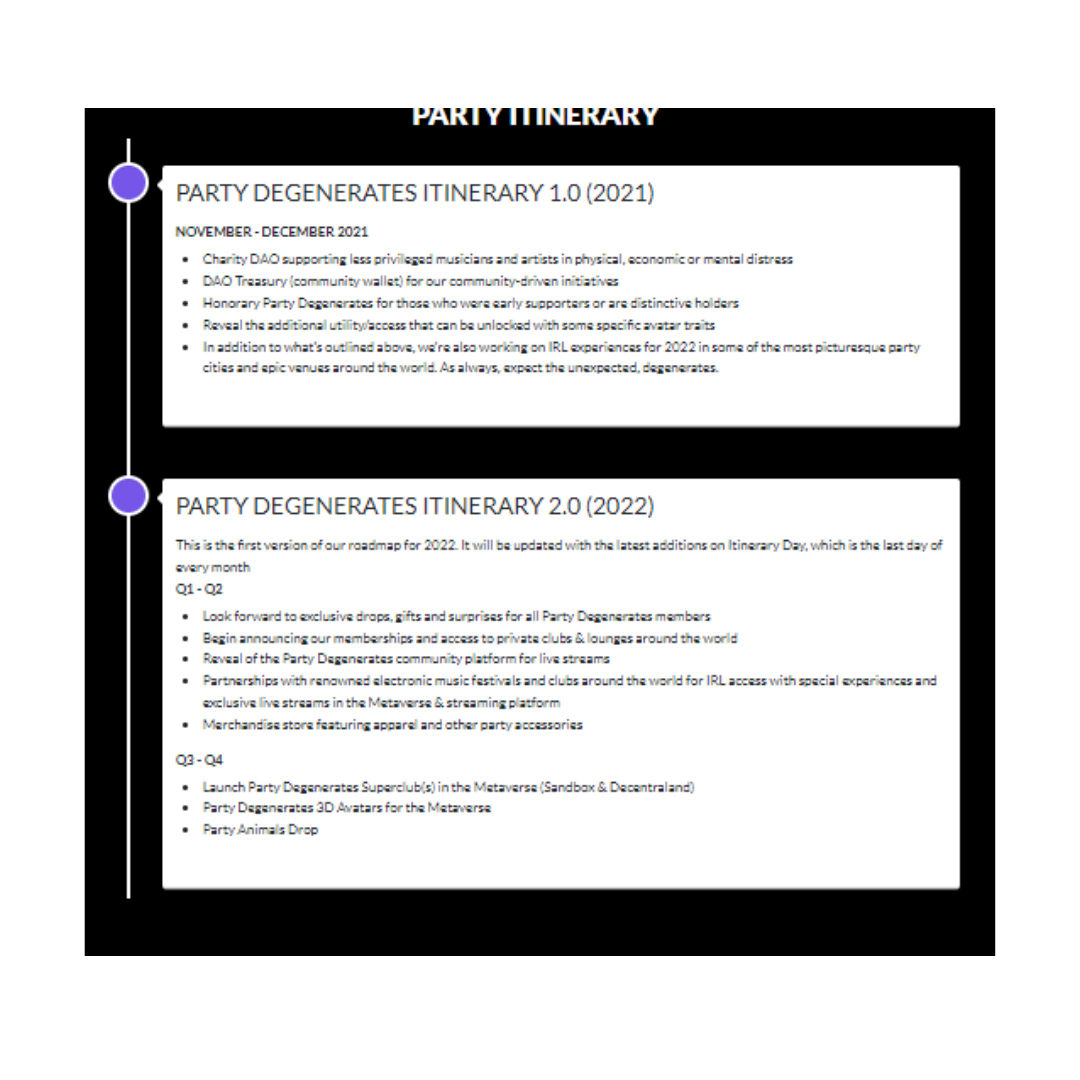 PARTY ITINERARY
PARTY DEGENERATES ITINERARY 1.0 (2021)
NOVEMBER - DECEMBER 2021
• Charity DAO supporting less privileged musicians and artists in physical, economic or mental distress
• DAO Treasury (community wallet) for our community-driven initiatives
• Honorary Party Degenerates for those who were early supporters or are distinctive holders
• Reveal the additional utility/access that can be unlocked with some specific avatar traits
• In addition to what's outlined above, we're also working on IRL experiences for 2022 in some of the most picturesque party
cities and epic venues around the world. As always, expect the unexpected, degenerates.
PARTY DEGENERATES ITINERARY 2.0 (2022)
This is the first version of our roadmap for 2022. It will be updated with the latest additions on Itinerary Day, which is the last day of
every month
Q1 - Q2
• Look forward to exclusive drops, gifts and surprises for all Party Degenerates members
• Begin announcing our memberships and access to private clubs & lounges around the world
• Reveal of the Party Degenerates community platform for live streams
• Partnerships with renowned electronic music festivals and clubs around the world for IRL access with special experiences and
exclusive live streams in the Metaverse & streaming platform
• Merchandise store featuring apparel and other party accessories
Q3 - Q4
• Launch Party Degenerates Superclub(s) in the Metaverse (Sandbox & Decentraland)
• Party Degenerates 3D Avatars for the Metaverse
• Party Animals Drop